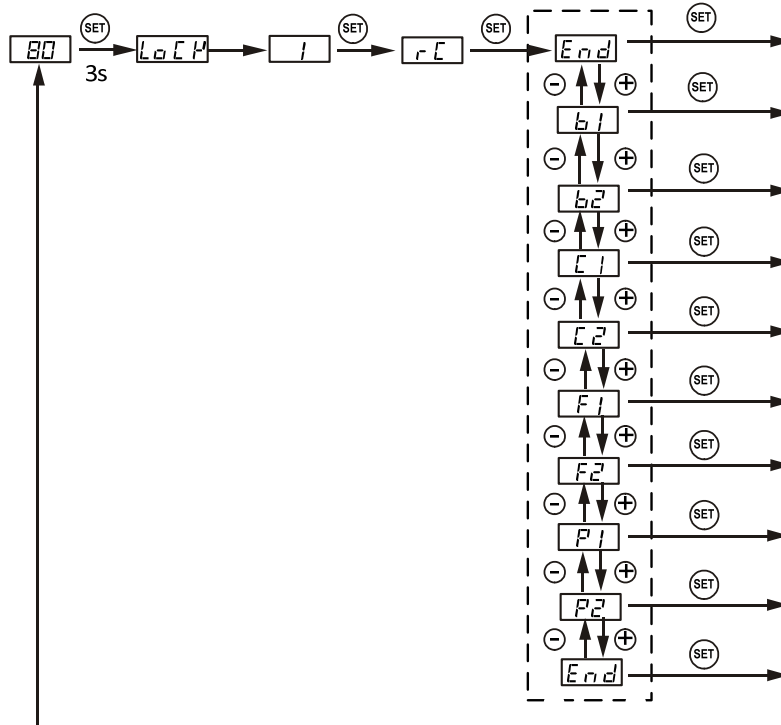 SET SET SET SET
80 LoCK 1 rC End
3s
- + SET
b1
- + SET
b2
- + SET
C1
- + SET
C2
- + SET
F1
- + SET
F2
- + SET
P1
- + SET
P2
- + SET
End